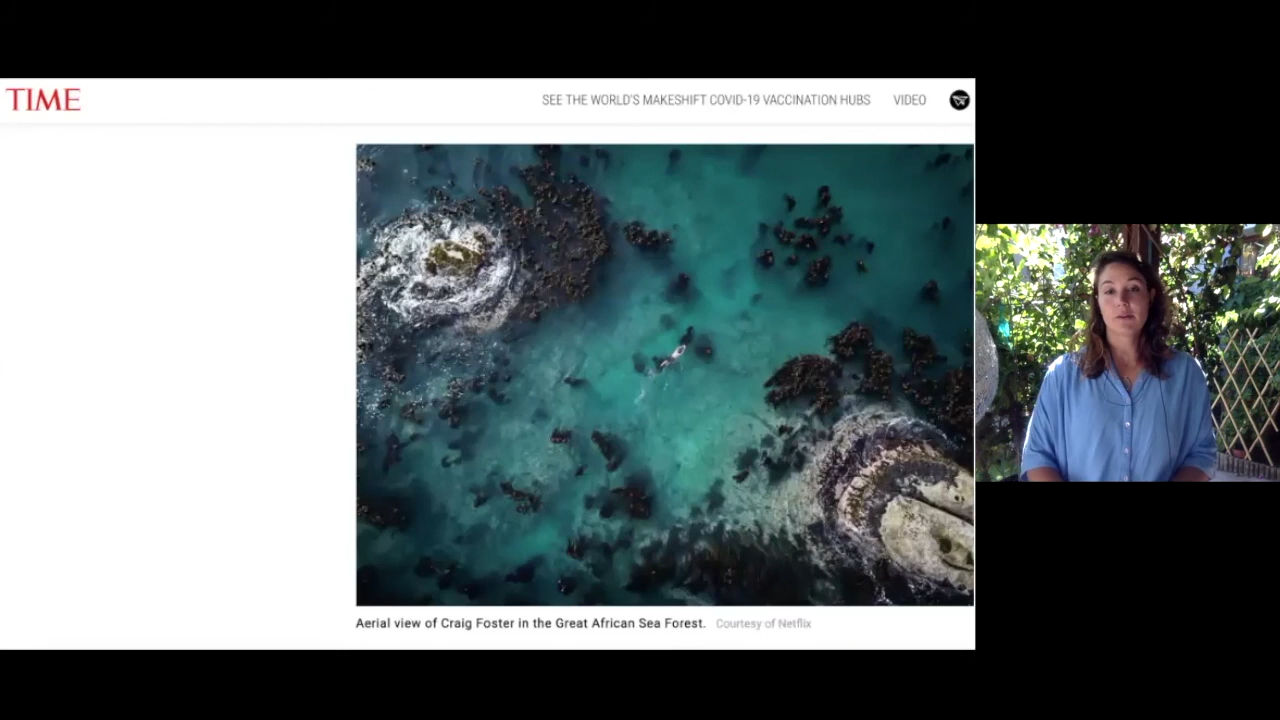 TIME
SEE THE WORLD'S MAKESHIFT COVID-19 VACCINATION HUBS
VIDEO
Aerial view of Craig Foster in the Great African Sea Forest. Courtesy of Netflix